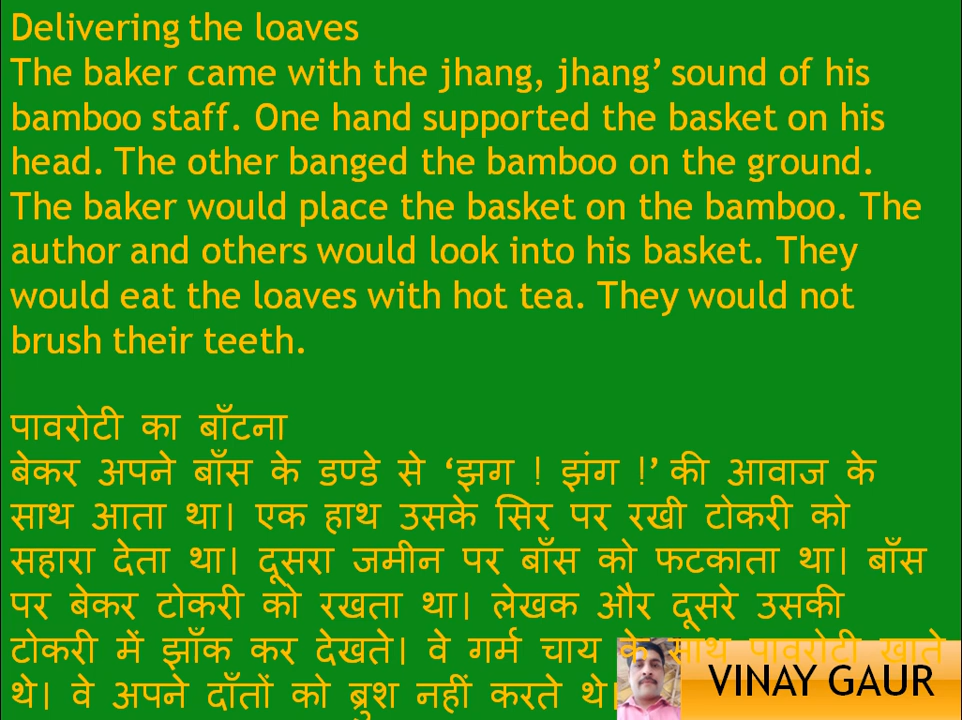 Delivering the loaves
The baker came with the jhang, jhang’ sound of his
bamboo staff. One hand supported the basket on his
head. The other banged the bamboo on the ground.
The baker would place the basket on the bamboo. The
author and others would look into his basket. They
would eat the loaves with hot tea. They would not
brush their teeth.
पावरोटी का बाँटना
बेकर अपने बाँस के डण्डे से ‘झग ! झंग !’ की आवाज के
साथ आता था। एक हाथ उसके सिर पर रखी टोकरी को
सहारा देता था। दूसरा जमीन पर बाँस को फटकाता था। बाँस
पर बेकर टोकरी को रखता था। लेखक और दूसरे उसकी
टोकरी में झाँक कर देखते। वे गर्म चाय के साथ पावरोटी खाते
थे। वे अपने दाँतों को ब्रुश नहीं करते थे।
VINAY GAUR